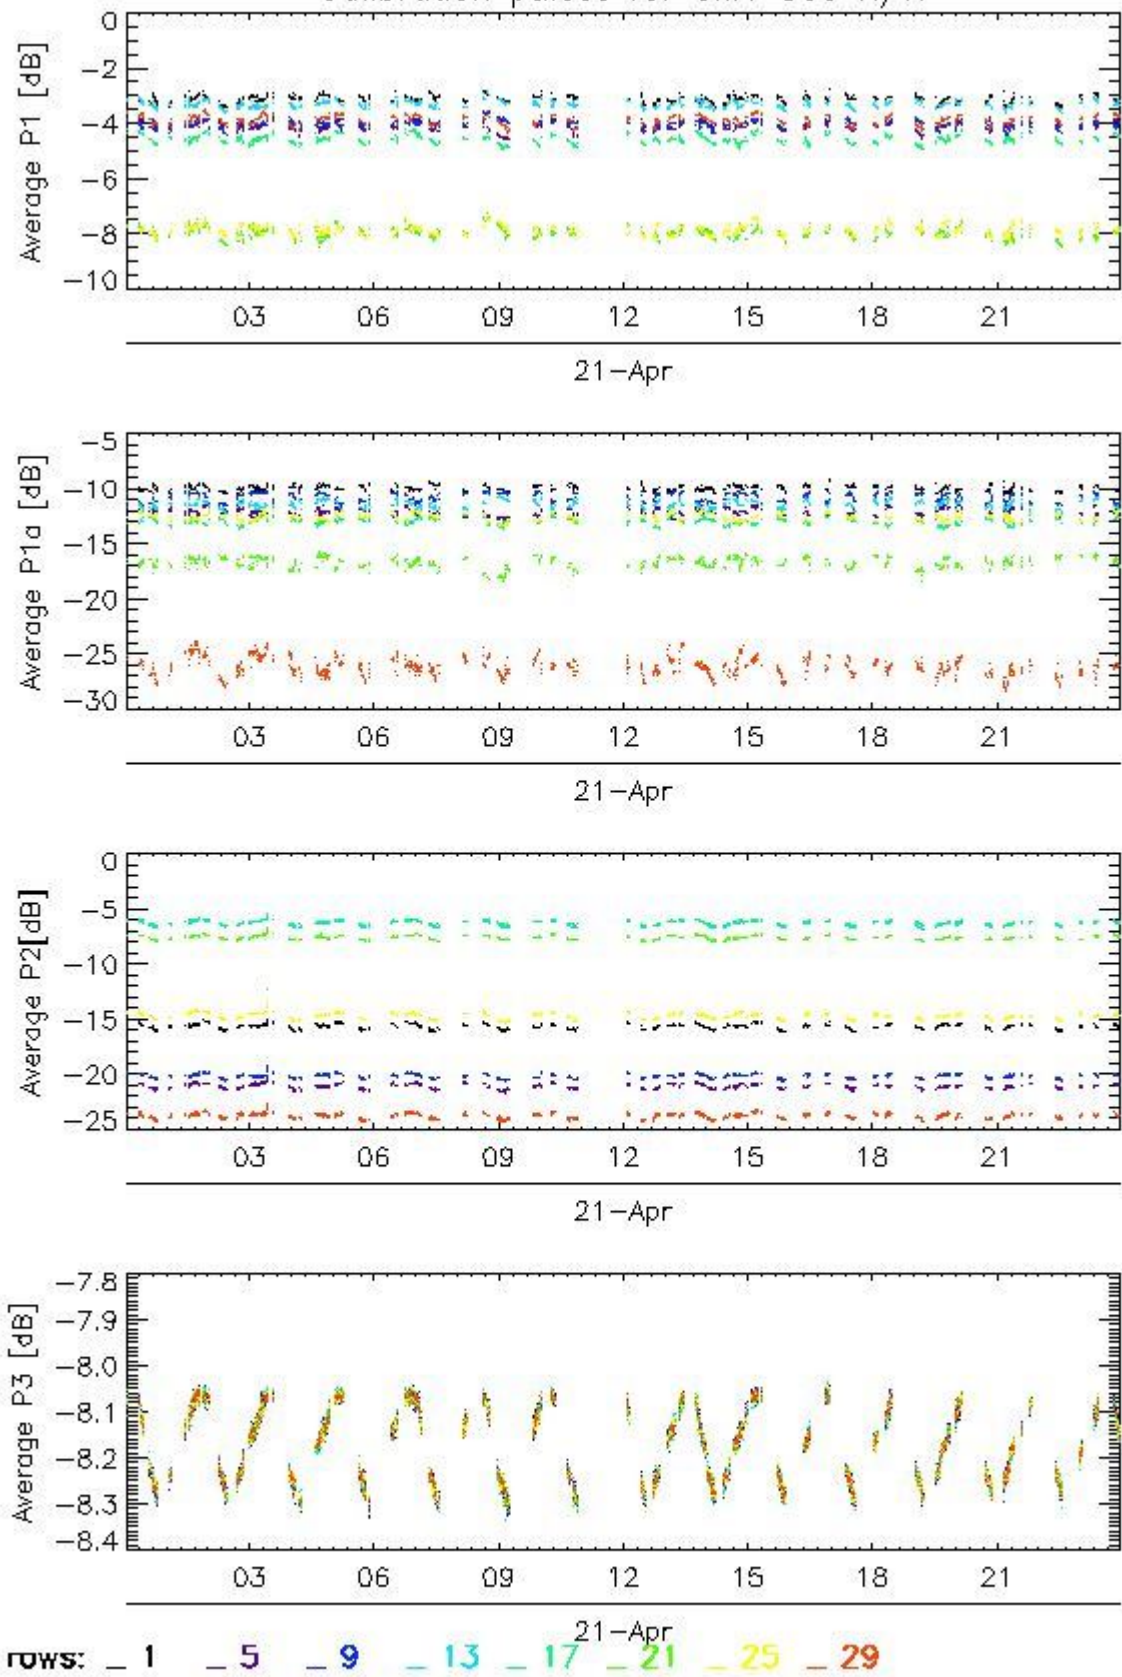 Average P1 [dB]
0
−2
−4
−6
−8
−10
03 06 09 12 15 18 21
21−Apr
Average P1a [dB]
−5
−10
−15
−20
−25
−30
03 06 09 12 15 18 21
21−Apr
Average P2[dB]
0
−5
−10
−15
−20
−25
03 06 09 12 15 18 21
21−Apr
Average P3 [dB]
−7.8
−7.9
−8.0
−8.1
−8.2
−8.3
−8.4
03 06 09 12 15 18 21
21−Apr
rows: _ 1 _ 5 _ 9 _ 13 _ 17 _ 21 _ 25 _ 29